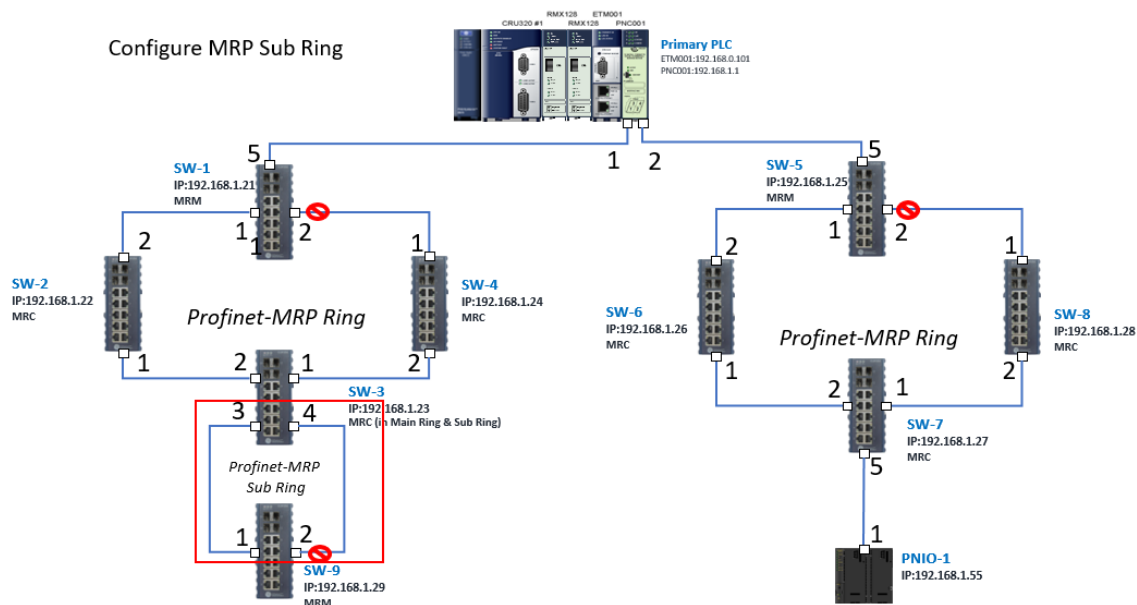 RMX128 ETM001
CRU320 #1 RMX128 PNC001
Configure MRP Sub Ring
Primary PLC
ETM001:192.168.0.101
PNC001:192.168.1.1
1 2
SW-1
IP:192.168.1.21
MRM
5
1 2
1
SW-5
IP:192.168.1.25
MRM
5
1 2
2 1
SW-2
IP:192.168.1.22
MRC
1
SW-4
IP:192.168.1.24
MRC
2
Profinet-MRP Ring
2 1
SW-6
IP:192.168.1.26
MRC
1
SW-8
IP:192.168.1.28
MRC
2
Profinet-MRP Ring
2 1
SW-3
IP:192.168.1.23
MRC (in Main Ring & Sub Ring)
3 4
2 1
SW-7
IP:192.168.1.27
MRC
5
Profinet-MRP
Sub Ring
1 2
SW-9
IP:192.168.1.29
MRM
1
PNIO-1
IP:192.168.1.55